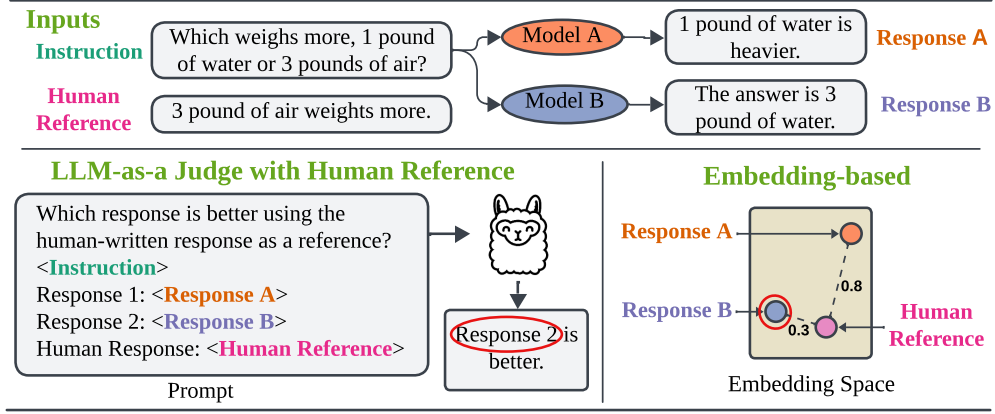 Inputs
Instruction
Which weighs more, 1 pound
of water or 3 pounds of air?
Model A
1 pound of water is
heavier.
Response A
Human
Reference
3 pound of air weights more.
Model B
The answer is 3
pound of water.
Response B
LLM-as-a Judge with Human Reference
Which response is better using the
human-written response as a reference?
<Instruction>
Response 1: <Response A>
Response 2: <Response B>
Human Response: <Human Reference>
Prompt
Response 2 is
better.
Embedding-based
Response A
0.8
Response B
0.3
Human
Reference
Embedding Space